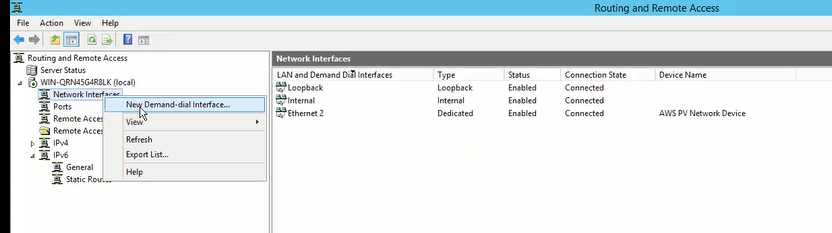 Routing and Remote Access
File Action View Help
Routing and Remote Access
Server Status
WIN-QRN45G4R8LK (local)
Network Interfaces
Ports
Remote Acces
Remote Acces
IPv4
IPv6
General
Static Rout
New Demand-dial Interface...
View
Refresh
Export List...
Help
Network Interfaces
LAN and Demand Dial Interfaces Type Status Connection State Device Name
Loopback Loopback Enabled Connected
Internal Internal Enabled Connected
Ethernet 2 Dedicated Enabled Connected AWS PV Network Device